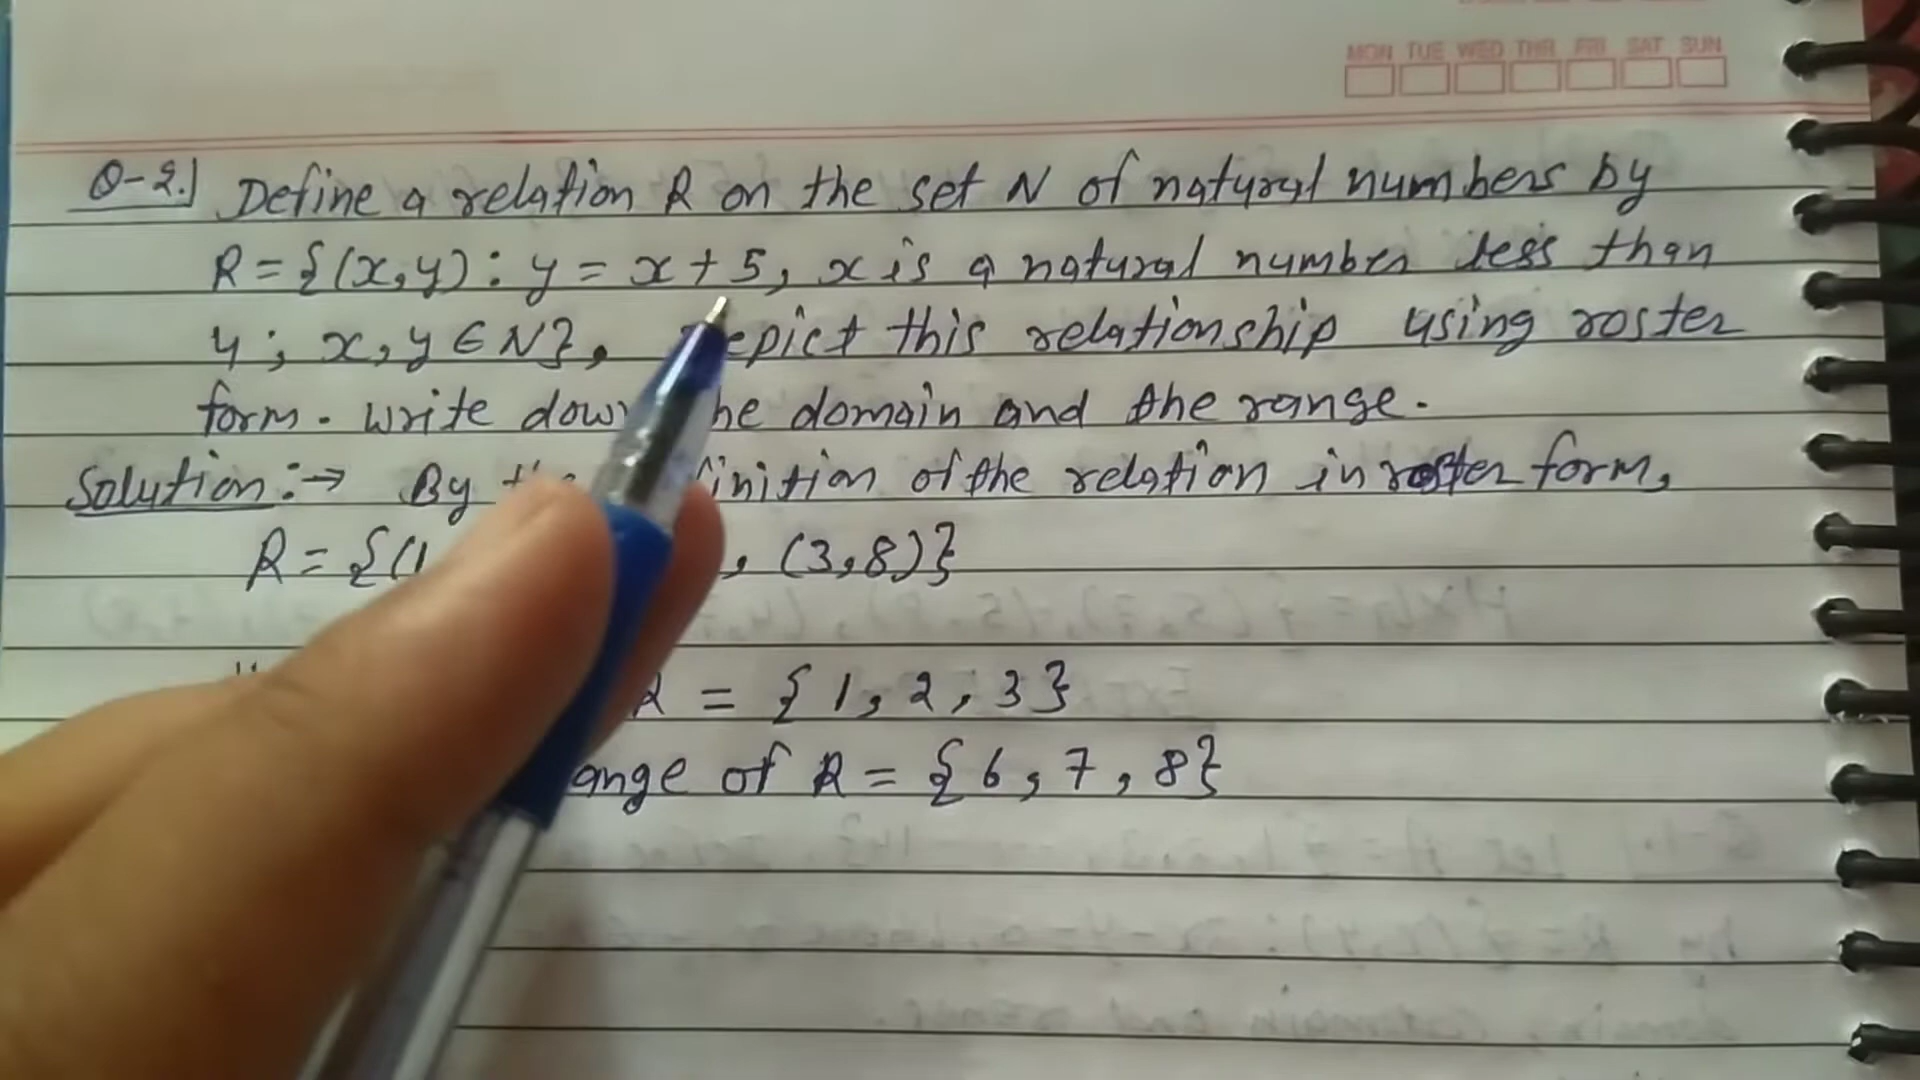 MON TUE WED THR FRI SAT SUN
Q-2.] Define a relation R on the set N of natural numbers by
R = {(x,y) : y = x + 5, x is a natural number less than
4; x, y ∈ N}, epict this relationship using roster
form. write dow he domain and the range.
Solution:→ By finition of the relation in roster form,
R = {(1 , (3,8)}
R = {1, 2, 3}
ange of R = {6, 7, 8}